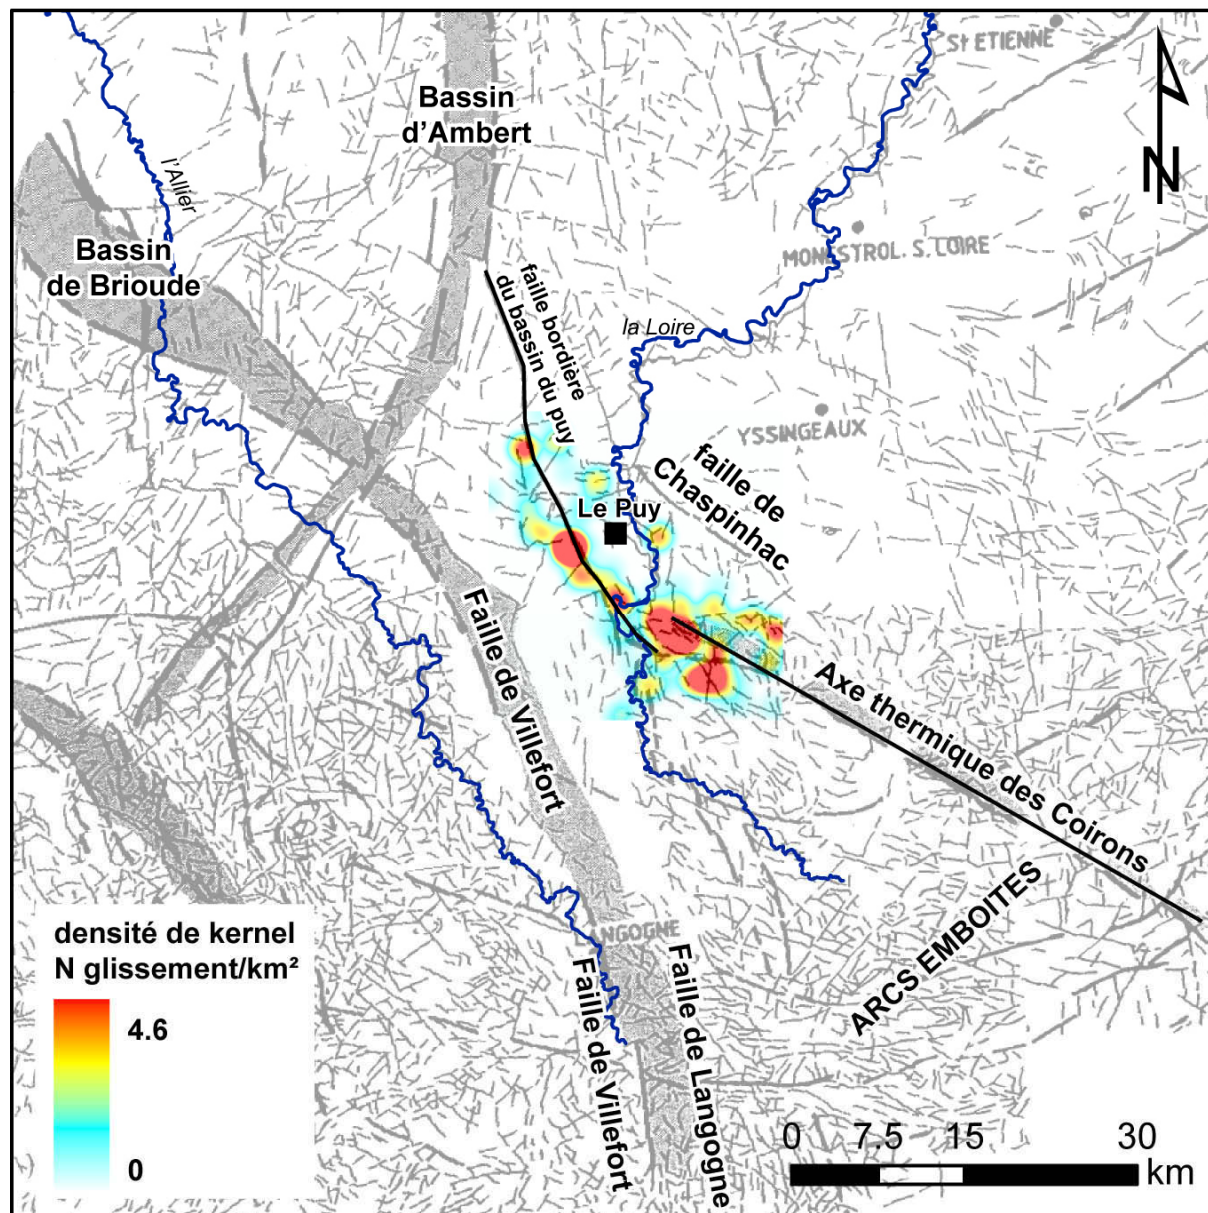 St ETIENNE
Bassin
d'Ambert
N
l'Allier
MONESTROL. S. LOIRE
Bassin
de Brioude
faille bordière
du bassin du puy
la Loire
YSSINGEAUX
faille de
Chaspinhac
Le Puy
Faille de Villefort
Axe thermique des Coirons
ARCS EMBOITES
NGOGNE
Faille de Villefort
Faille de Langogne
densité de kernel
N glissement/km²
4.6
0
0 7.5 15 30
km